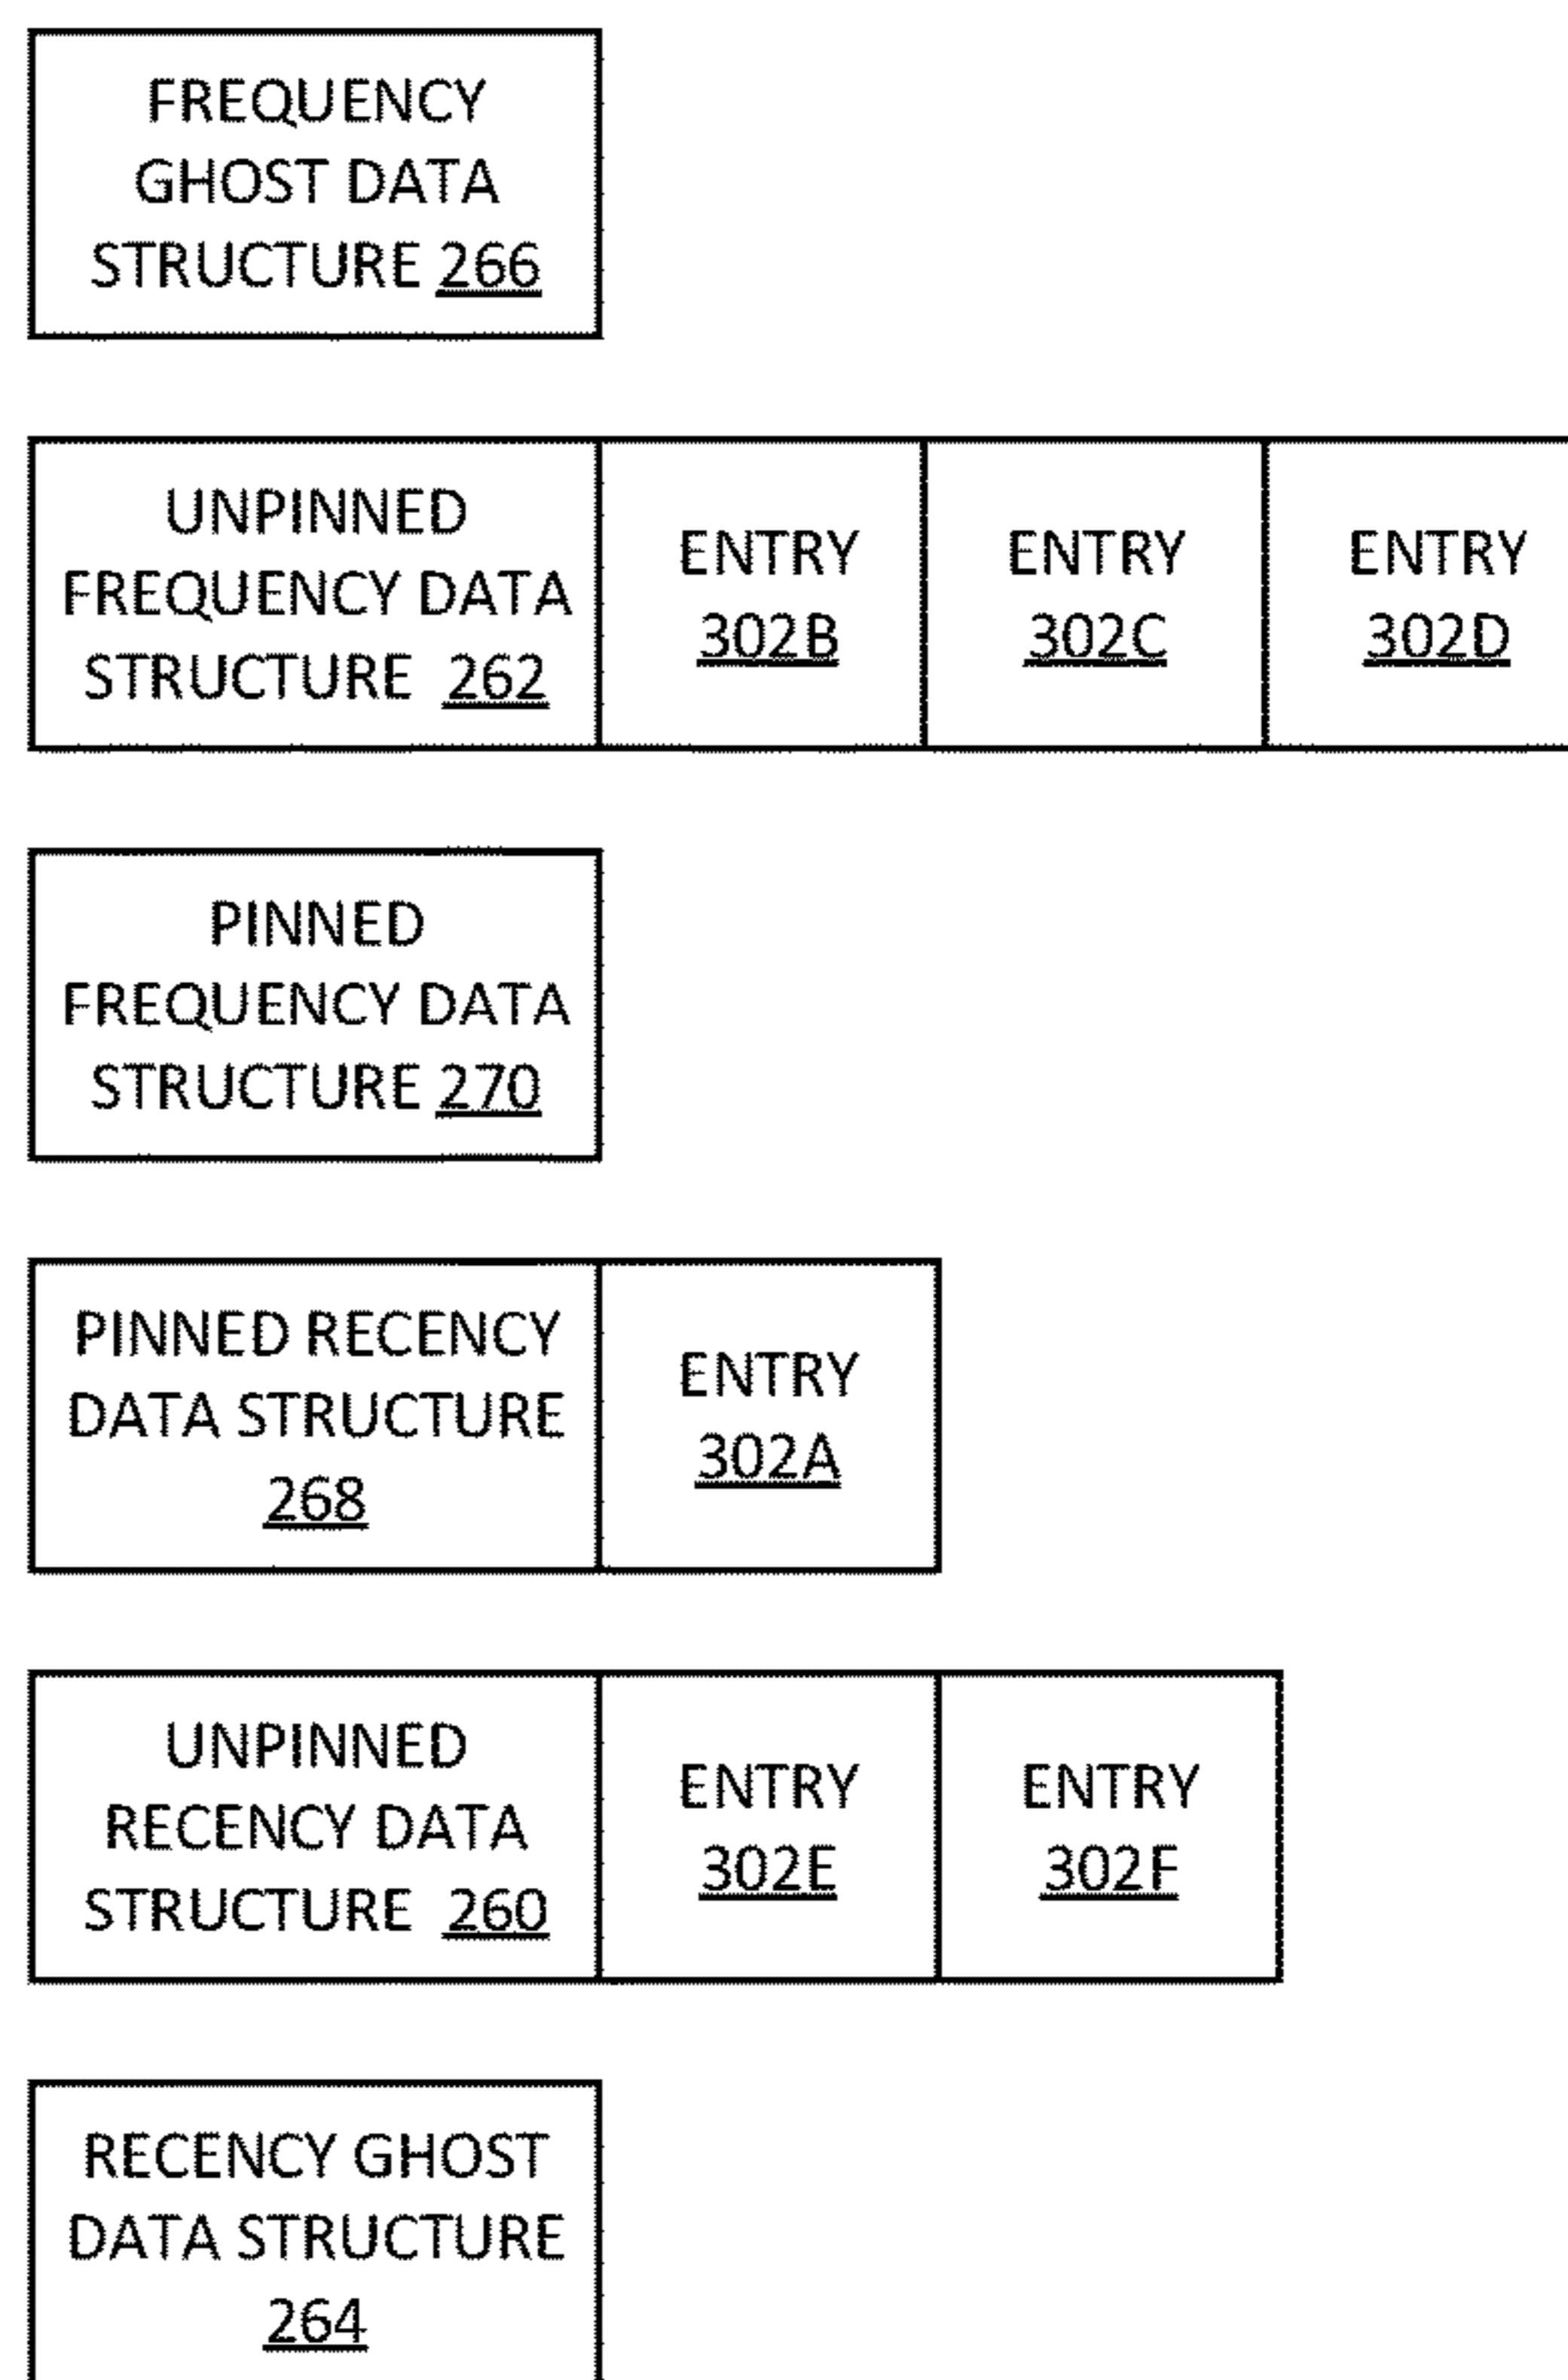 FREQUENCY
GHOST DATA
STRUCTURE 266
UNPINNED
FREQUENCY DATA
STRUCTURE 262
ENTRY
302B
ENTRY
302C
ENTRY
302D
PINNED
FREQUENCY DATA
STRUCTURE 270
PINNED RECENCY
DATA STRUCTURE
268
ENTRY
302A
UNPINNED
RECENCY DATA
STRUCTURE 260
ENTRY
302E
ENTRY
302F
RECENCY GHOST
DATA STRUCTURE
264